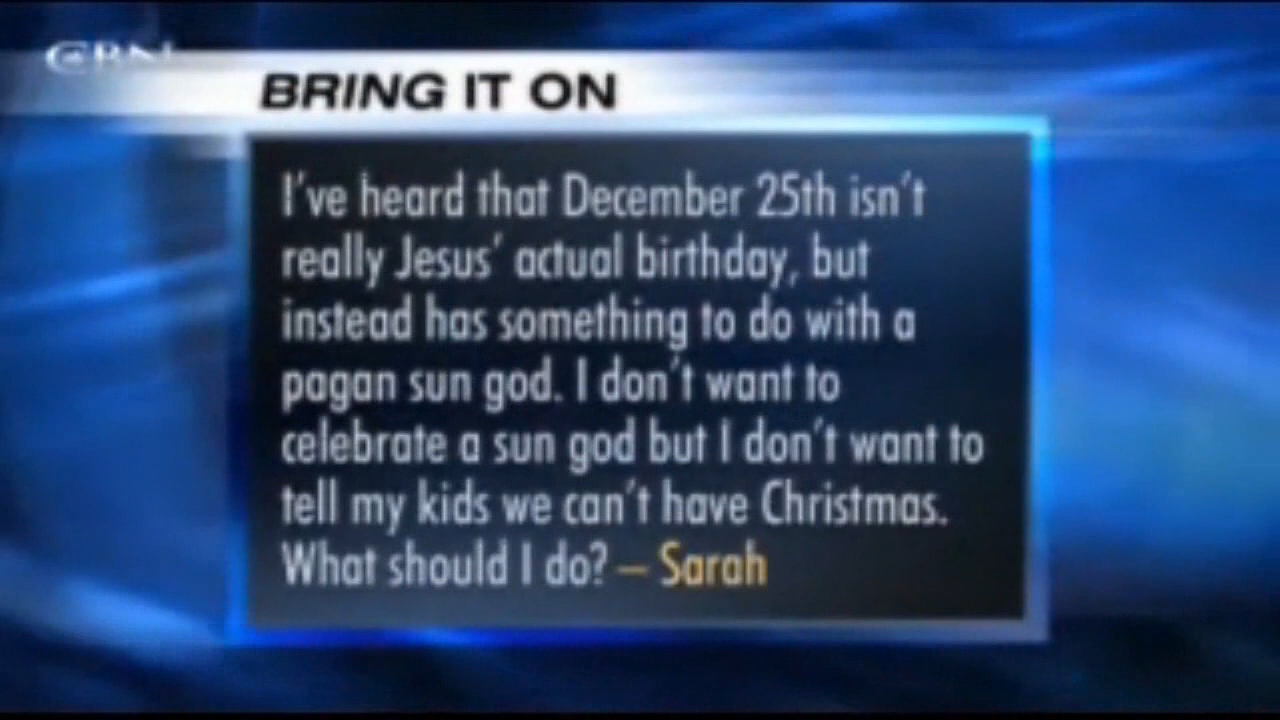 CBN
BRING IT ON
I've heard that December 25th isn't
really Jesus' actual birthday, but
instead has something to do with a
pagan sun god. I don't want to
celebrate a sun god but I don't want to
tell my kids we can't have Christmas.
What should I do? – Sarah